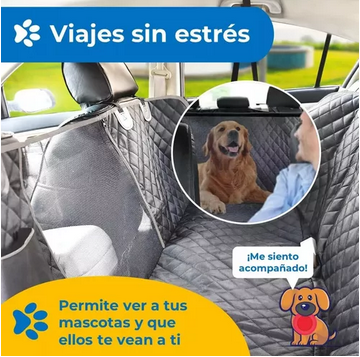 Viajes sin estrés
¡Me siento
acompañado!
Permite ver a tus
mascotas y que
ellos te vean a ti